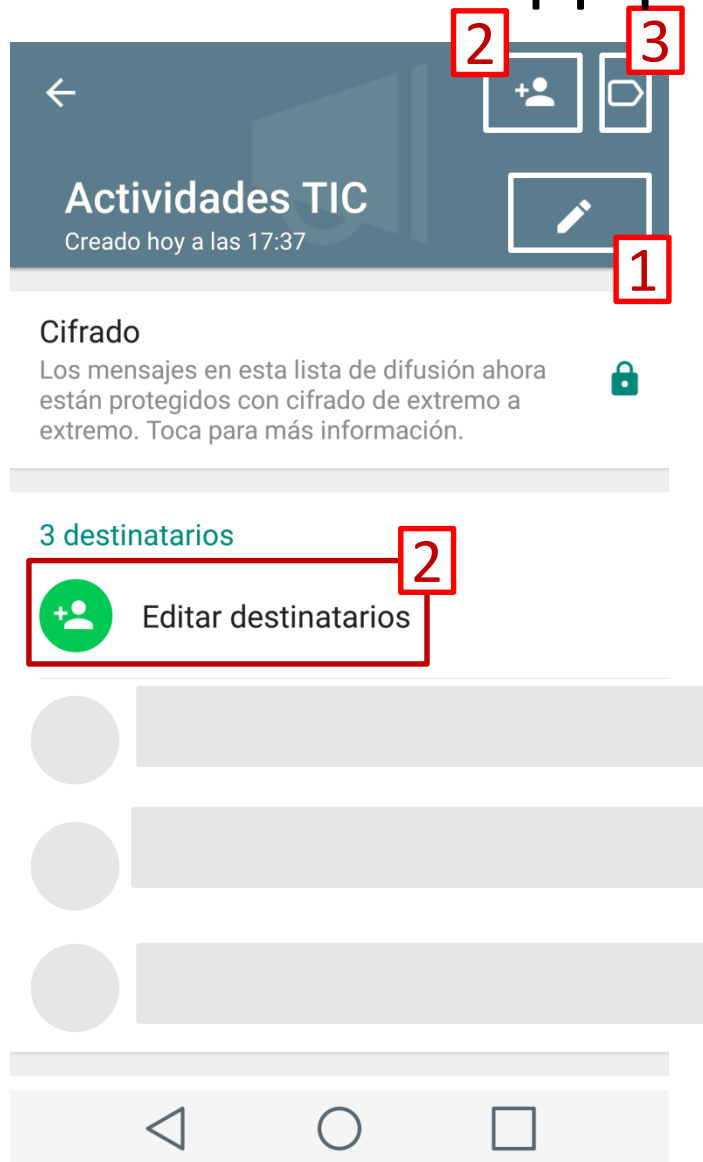 2
3
Actividades TIC
Creado hoy a las 17:37
1
Cifrado
Los mensajes en esta lista de difusión ahora
están protegidos con cifrado de extremo a
extremo. Toca para más información.
3 destinatarios
2
Editar destinatarios